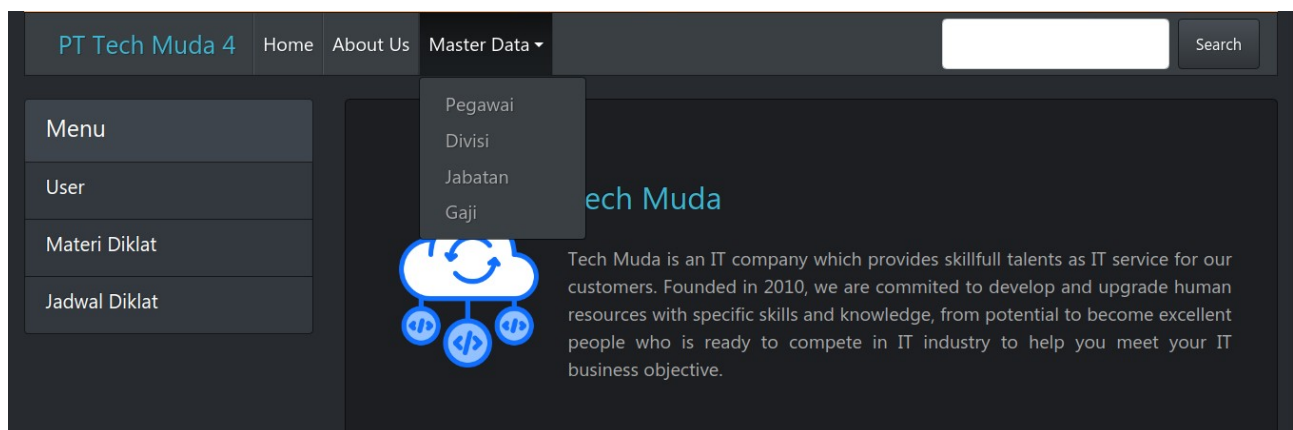 PT Tech Muda 4 Home About Us Master Data Search
Pegawai
Divisi
Jabatan
Gaji
Menu
User
Materi Diklat
Jadwal Diklat
ech Muda
Tech Muda is an IT company which provides skillfull talents as IT service for our
customers. Founded in 2010, we are commited to develop and upgrade human
resources with specific skills and knowledge, from potential to become excellent
people who is ready to compete in IT industry to help you meet your IT
business objective.